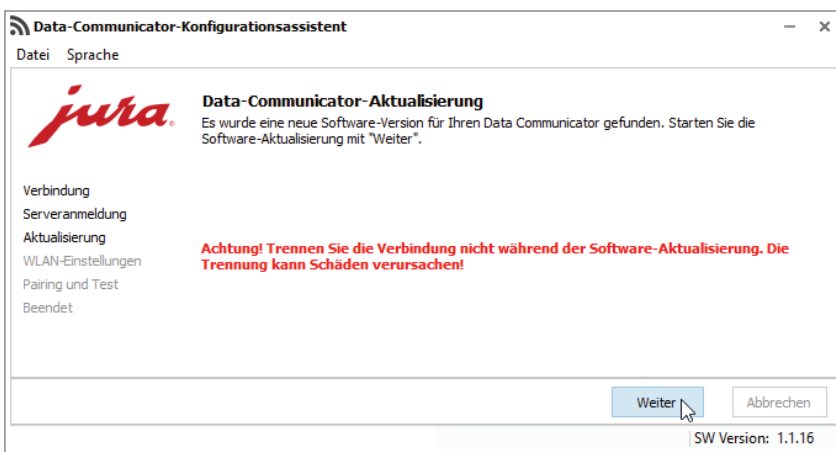 Data-Communicator-Konfigurationsassistent
Datei Sprache
jura
Data-Communicator-Aktualisierung
Es wurde eine neue Software-Version für Ihren Data Communicator gefunden. Starten Sie die
Software-Aktualisierung mit "Weiter".
Verbindung
Serveranmeldung
Aktualisierung
WLAN-Einstellungen
Pairing und Test
Beendet
Achtung! Trennen Sie die Verbindung nicht während der Software-Aktualisierung. Die
Trennung kann Schäden verursachen!
Weiter
Abbrechen
SW Version: 1.1.16